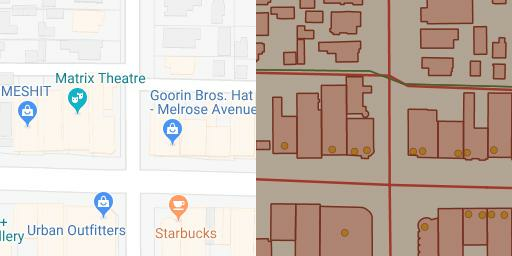 Matrix Theatre
MESHIT
Goorin Bros. Hat
- Melrose Avenue
+
llery
Urban Outfitters
Starbucks